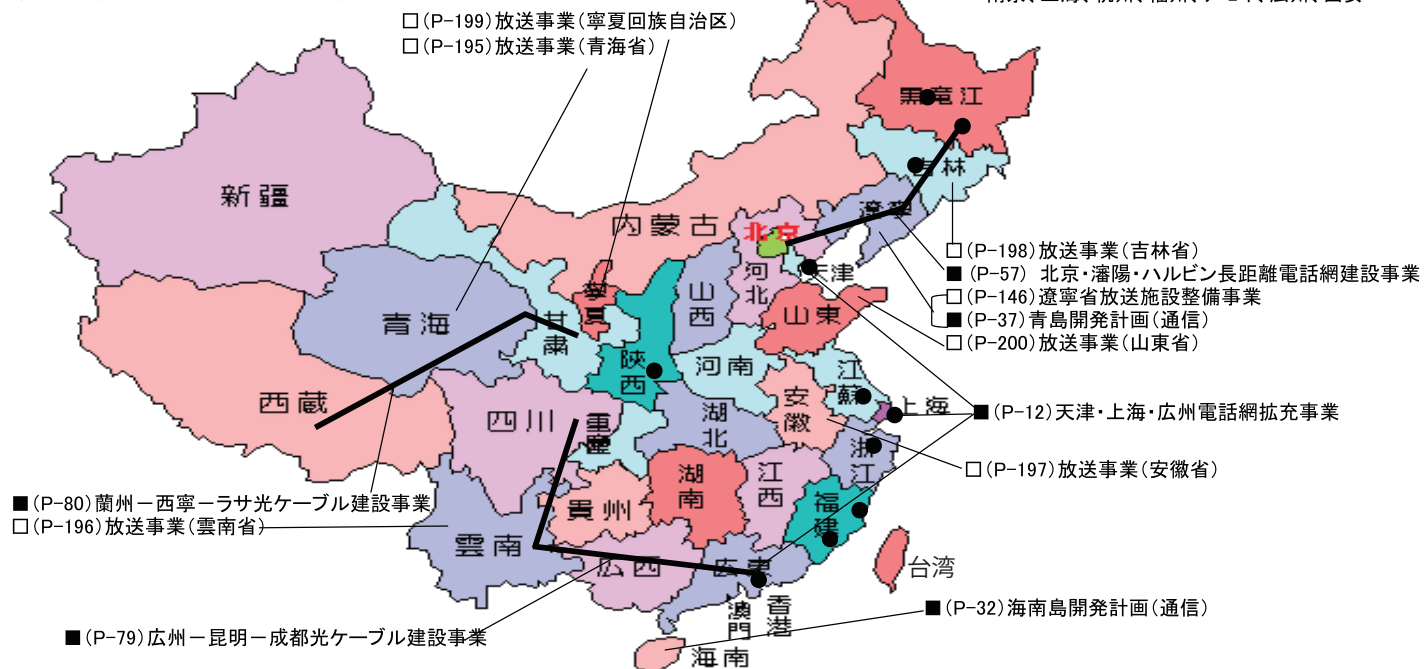 □(P-199)放送事業(寧夏回族自治区)
□(P-195)放送事業(青海省)
黒竜江
吉林
新疆
内蒙古
遼寧
北京
□(P-198)放送事業(吉林省)
天津
■(P-57) 北京・瀋陽・ハルビン長距離電話網建設事業
河北
寧夏
山西
□(P-146)遼寧省放送施設整備事業
青海
甘粛
山東
■(P-37)青島開発計画(通信)
□(P-200)放送事業(山東省)
陝西
河南
江蘇
西蔵
安徽
上海
■(P-12)天津・上海・広州電話網拡充事業
四川
重慶
湖北
浙江
□(P-197)放送事業(安徽省)
湖南
江西
■(P-80)蘭州－西寧－ラサ光ケーブル建設事業
貴州
福建
□(P-196)放送事業(雲南省)
雲南
広西
広東
台湾
澳門
香港
■(P-32)海南島開発計画(通信)
■(P-79)広州－昆明－成都光ケーブル建設事業
海南